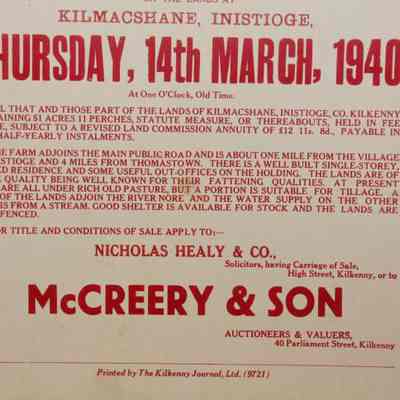 ON THE LANDS AT
KILMACSHANE, INISTIOGE,
HURSDAY, 14th MARCH, 1940
At One O'Clock, Old Time.
L THAT AND THOSE PART OF THE LANDS OF KILMACSHANE, INISTIOGE, CO. KILKENNY
AINING 51 ACRES 11 PERCHES, STATUTE MEASURE, OR THEREABOUTS, HELD IN FEE
E, SUBJECT TO A REVISED LAND COMMISSION ANNUITY OF £12 11s. 8d., PAYABLE IN
HALF-YEARLY INSTALMENTS.
E FARM ADJOINS THE MAIN PUBLIC ROAD AND IS ABOUT ONE MILE FROM THE VILLAGE
ISTIOGE AND 4 MILES FROM THOMASTOWN. THERE IS A WELL BUILT SINGLE-STOREY,
ED RESIDENCE AND SOME USEFUL OUT-OFFICES ON THE HOLDING. THE LANDS ARE OF
QUALITY BEING WELL KNOWN FOR THEIR FATTENING QUALITIES. AT PRESENT
ARE ALL UNDER RICH OLD PASTURE, BUT A PORTION IS SUITABLE FOR TILLAGE. A
OF THE LANDS ADJOIN THE RIVER NORE AND THE WATER SUPPLY ON THE OTHER
IS FROM A STREAM. GOOD SHELTER IS AVAILABLE FOR STOCK AND THE LANDS ARE
FENCED.
OR TITLE AND CONDITIONS OF SALE APPLY TO:—
NICHOLAS HEALY & CO.,
Solicitors, having Carriage of Sale,
High Street, Kilkenny, or to
McCREERY & SON
AUCTIONEERS & VALUERS,
40 Parliament Street, Kilkenny
Printed by The Kilkenny Journal, Ltd. (9721)